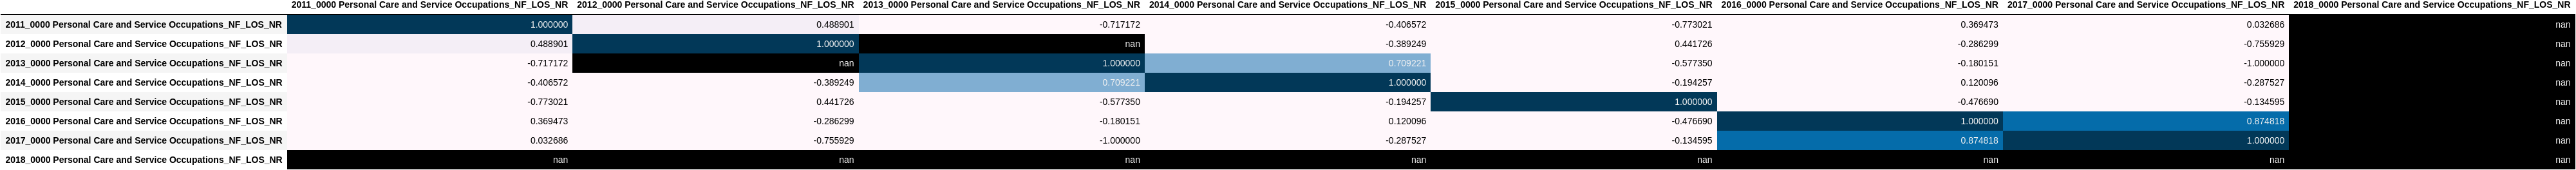 2011_0000 Personal Care and Service Occupations_NF_LOS_NR 2012_0000 Personal Care and Service Occupations_NF_LOS_NR 2013_0000 Personal Care and Service Occupations_NF_LOS_NR 2014_0000 Personal Care and Service Occupations_NF_LOS_NR 2015_0000 Personal Care and Service Occupations_NF_LOS_NR 2016_0000 Personal Care and Service Occupations_NF_LOS_NR 2017_0000 Personal Care and Service Occupations_NF_LOS_NR 2018_0000 Personal Care and Service Occupations_NF_LOS_NR
2011_0000 Personal Care and Service Occupations_NF_LOS_NR 1.000000 0.488901 -0.717172 -0.406572 -0.773021 0.369473 0.032686 nan
2012_0000 Personal Care and Service Occupations_NF_LOS_NR 0.488901 1.000000 nan -0.389249 0.441726 -0.286299 -0.755929 nan
2013_0000 Personal Care and Service Occupations_NF_LOS_NR -0.717172 nan 1.000000 0.709221 -0.577350 -0.180151 -1.000000 nan
2014_0000 Personal Care and Service Occupations_NF_LOS_NR -0.406572 -0.389249 0.709221 1.000000 -0.194257 0.120096 -0.287527 nan
2015_0000 Personal Care and Service Occupations_NF_LOS_NR -0.773021 0.441726 -0.577350 -0.194257 1.000000 -0.476690 -0.134595 nan
2016_0000 Personal Care and Service Occupations_NF_LOS_NR 0.369473 -0.286299 -0.180151 0.120096 -0.476690 1.000000 0.874818 nan
2017_0000 Personal Care and Service Occupations_NF_LOS_NR 0.032686 -0.755929 -1.000000 -0.287527 -0.134595 0.874818 1.000000 nan
2018_0000 Personal Care and Service Occupations_NF_LOS_NR nan nan nan nan nan nan nan nan